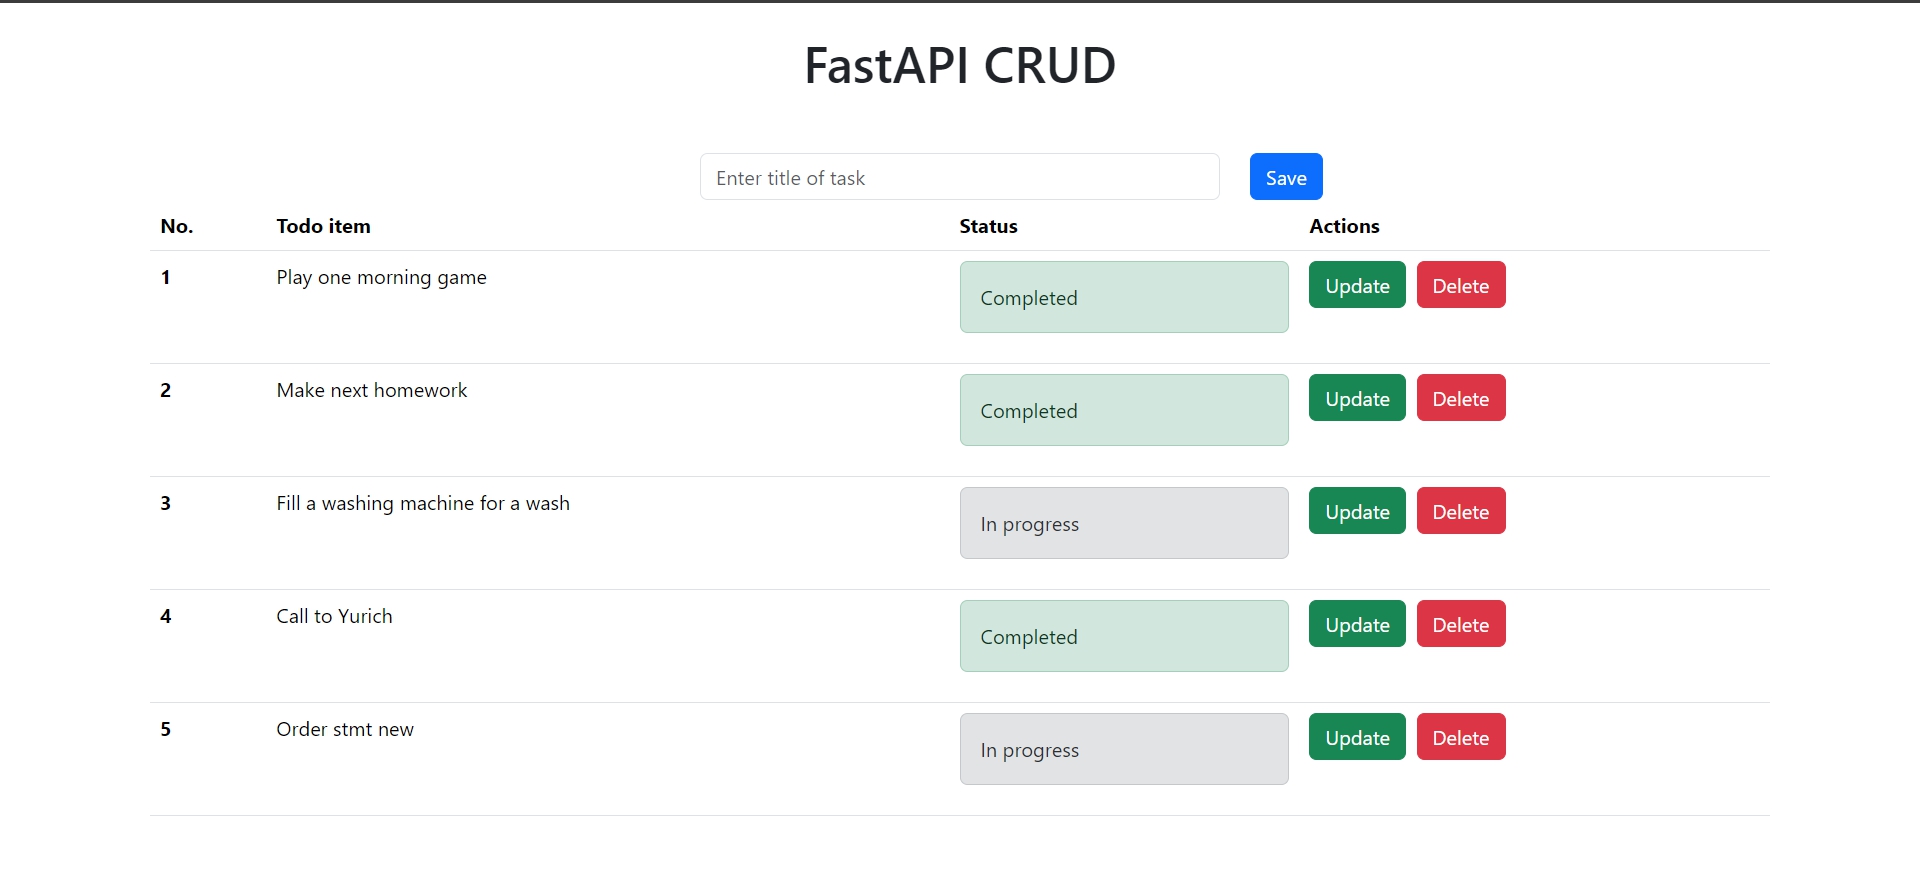 FastAPI CRUD
Enter title of task Save
No. Todo item Status Actions
1 Play one morning game Completed Update Delete
2 Make next homework Completed Update Delete
3 Fill a washing machine for a wash In progress Update Delete
4 Call to Yurich Completed Update Delete
5 Order stmt new In progress Update Delete